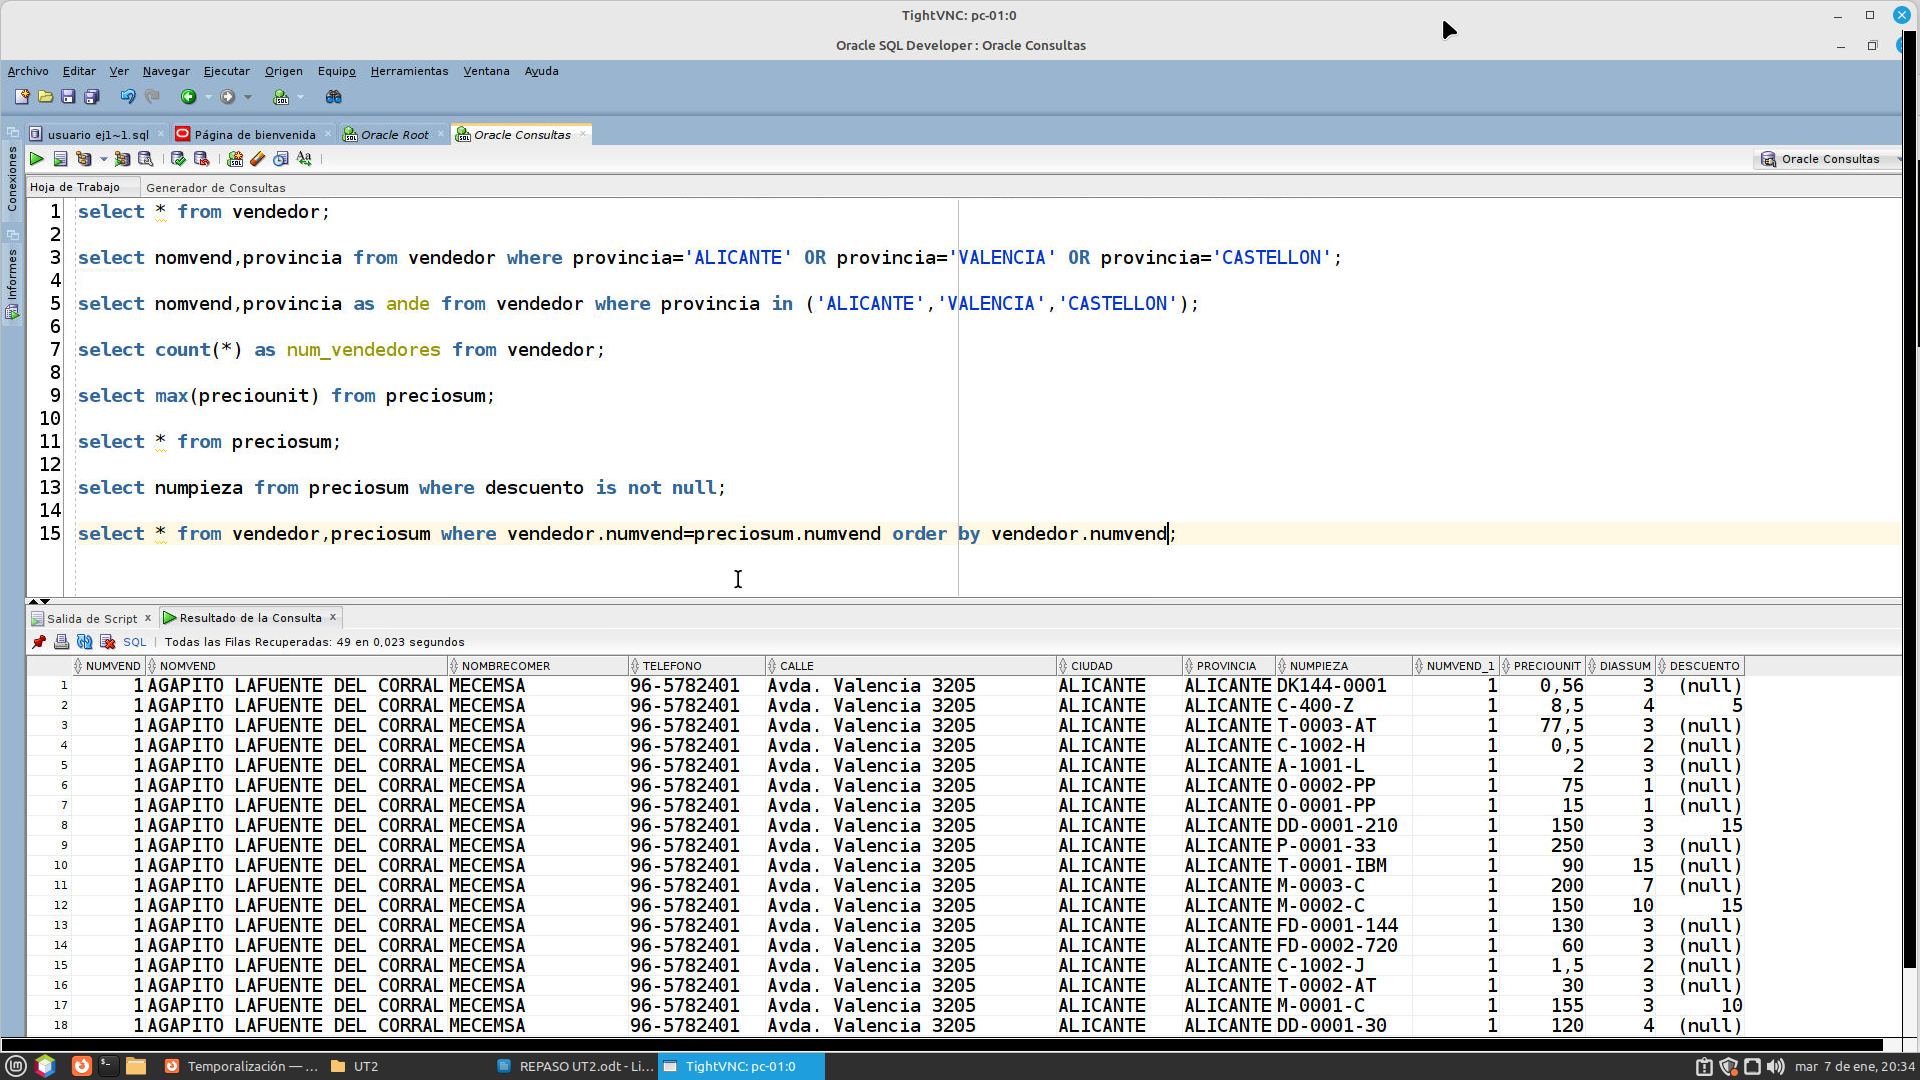 TightVNC: pc-01:0
Oracle SQL Developer : Oracle Consultas
Archivo Editar Ver Navegar Ejecutar Origen Equipo Herramientas Ventana Ayuda
usuario ej1~1.sql Página de bienvenida Oracle Root Oracle Consultas
Oracle Consultas
Conexiones
Informes
Hoja de Trabajo Generador de Consultas
1 select * from vendedor;
2
3 select nomvend,provincia from vendedor where provincia='ALICANTE' OR provincia='VALENCIA' OR provincia='CASTELLON';
4
5 select nomvend,provincia as ande from vendedor where provincia in ('ALICANTE','VALENCIA','CASTELLON');
6
7 select count(*) as num_vendedores from vendedor;
8
9 select max(preciounit) from preciosum;
10
11 select * from preciosum;
12
13 select numpieza from preciosum where descuento is not null;
14
15 select * from vendedor,preciosum where vendedor.numvend=preciosum.numvend order by vendedor.numvend;
Salida de Script x Resultado de la Consulta x
SQL | Todas las Filas Recuperadas: 49 en 0,023 segundos
NUMVEND NOMVEND NOMBRECOMER TELEFONO CALLE CIUDAD PROVINCIA NUMPIEZA NUMVEND_1 PRECIOUNIT DIASSUM DESCUENTO
1 1 AGAPITO LAFUENTE DEL CORRAL MECEMSA 96-5782401 Avda. Valencia 3205 ALICANTE ALICANTE DK144-0001 1 0,56 3 (null)
2 1 AGAPITO LAFUENTE DEL CORRAL MECEMSA 96-5782401 Avda. Valencia 3205 ALICANTE ALICANTE C-400-Z 1 8,5 4 5
3 1 AGAPITO LAFUENTE DEL CORRAL MECEMSA 96-5782401 Avda. Valencia 3205 ALICANTE ALICANTE T-0003-AT 1 77,5 3 (null)
4 1 AGAPITO LAFUENTE DEL CORRAL MECEMSA 96-5782401 Avda. Valencia 3205 ALICANTE ALICANTE C-1002-H 1 0,5 2 (null)
5 1 AGAPITO LAFUENTE DEL CORRAL MECEMSA 96-5782401 Avda. Valencia 3205 ALICANTE ALICANTE A-1001-L 1 2 3 (null)
6 1 AGAPITO LAFUENTE DEL CORRAL MECEMSA 96-5782401 Avda. Valencia 3205 ALICANTE ALICANTE O-0002-PP 1 75 1 (null)
7 1 AGAPITO LAFUENTE DEL CORRAL MECEMSA 96-5782401 Avda. Valencia 3205 ALICANTE ALICANTE O-0001-PP 1 15 1 (null)
8 1 AGAPITO LAFUENTE DEL CORRAL MECEMSA 96-5782401 Avda. Valencia 3205 ALICANTE ALICANTE DD-0001-210 1 150 3 15
9 1 AGAPITO LAFUENTE DEL CORRAL MECEMSA 96-5782401 Avda. Valencia 3205 ALICANTE ALICANTE P-0001-33 1 250 3 (null)
10 1 AGAPITO LAFUENTE DEL CORRAL MECEMSA 96-5782401 Avda. Valencia 3205 ALICANTE ALICANTE T-0001-IBM 1 90 15 (null)
11 1 AGAPITO LAFUENTE DEL CORRAL MECEMSA 96-5782401 Avda. Valencia 3205 ALICANTE ALICANTE M-0003-C 1 200 7 (null)
12 1 AGAPITO LAFUENTE DEL CORRAL MECEMSA 96-5782401 Avda. Valencia 3205 ALICANTE ALICANTE M-0002-C 1 150 10 15
13 1 AGAPITO LAFUENTE DEL CORRAL MECEMSA 96-5782401 Avda. Valencia 3205 ALICANTE ALICANTE FD-0001-144 1 130 3 (null)
14 1 AGAPITO LAFUENTE DEL CORRAL MECEMSA 96-5782401 Avda. Valencia 3205 ALICANTE ALICANTE FD-0002-720 1 60 3 (null)
15 1 AGAPITO LAFUENTE DEL CORRAL MECEMSA 96-5782401 Avda. Valencia 3205 ALICANTE ALICANTE C-1002-J 1 1,5 2 (null)
16 1 AGAPITO LAFUENTE DEL CORRAL MECEMSA 96-5782401 Avda. Valencia 3205 ALICANTE ALICANTE T-0002-AT 1 30 3 (null)
17 1 AGAPITO LAFUENTE DEL CORRAL MECEMSA 96-5782401 Avda. Valencia 3205 ALICANTE ALICANTE M-0001-C 1 155 3 10
18 1 AGAPITO LAFUENTE DEL CORRAL MECEMSA 96-5782401 Avda. Valencia 3205 ALICANTE ALICANTE DD-0001-30 1 120 4 (null)
Temporalización — ... UT2 REPASO UT2.odt - Li... TightVNC: pc-01:0 mar 7 de ene, 20:34